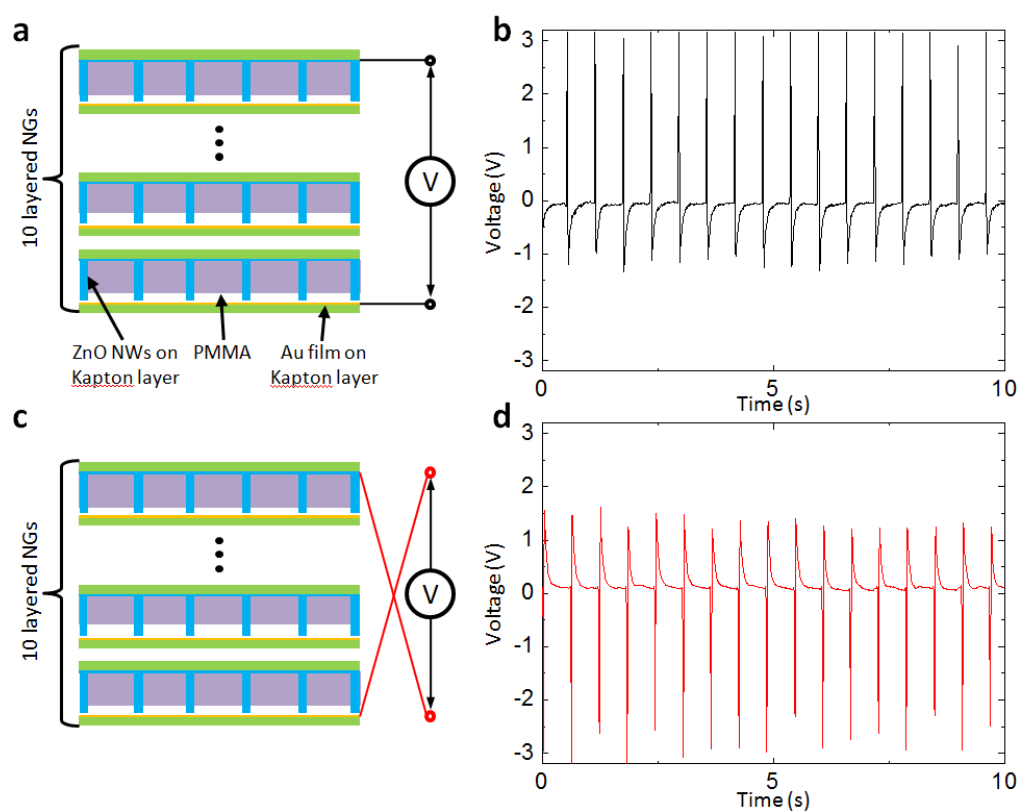 a
10 layered NGs
V
ZnO NWs on
Kapton layer
PMMA
Au film on
Kapton layer
b
Voltage (V)
3
2
1
0
-1
-2
-3
0
5
10
Time (s)
c
10 layered NGs
V
d
Voltage (V)
3
2
1
0
-1
-2
-3
0
5
10
Time (s)